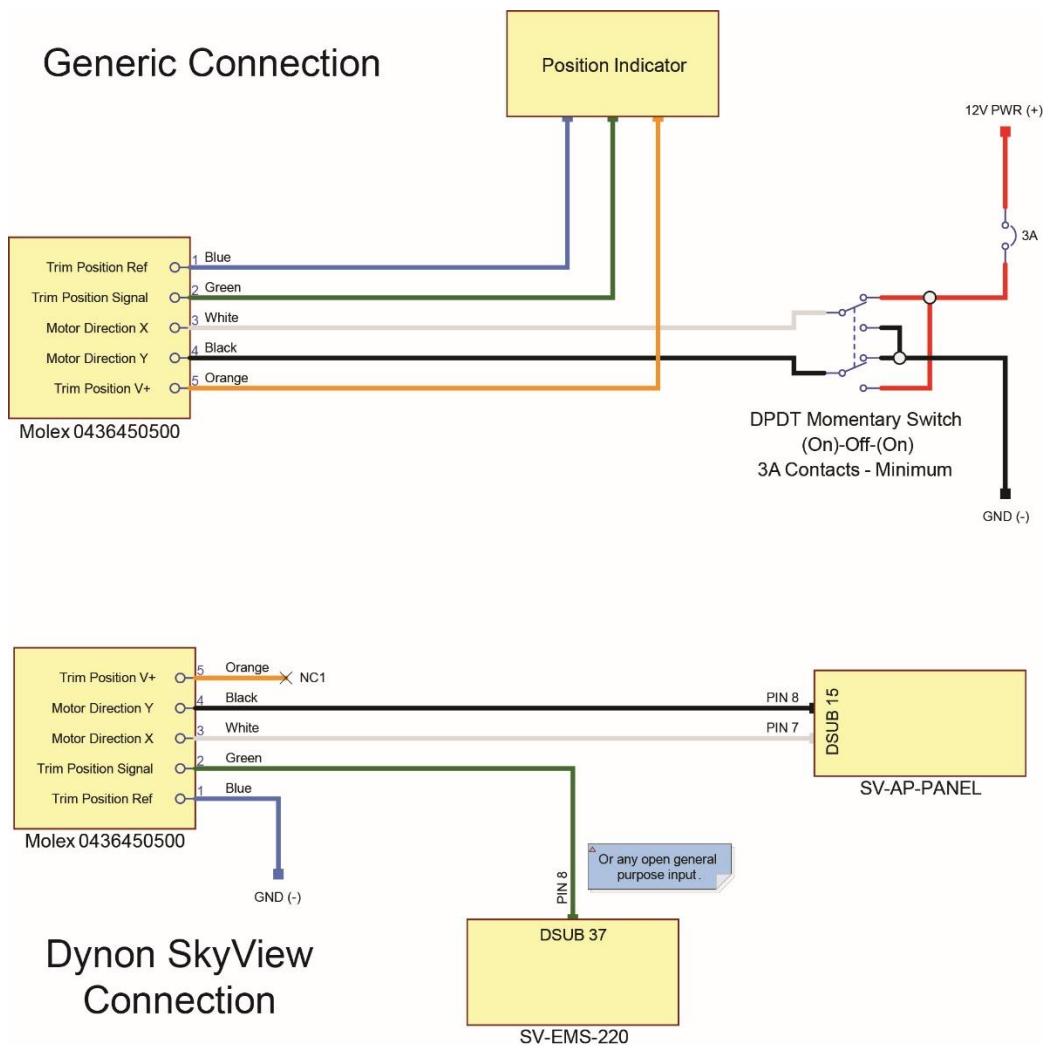 Generic Connection
Position Indicator
12V PWR (+)
3A
Trim Position Ref
1 Blue
Trim Position Signal
2 Green
Motor Direction X
3 White
Motor Direction Y
4 Black
Trim Position V+
5 Orange
Molex 0436450500
DPDT Momentary Switch
(On)-Off-(On)
3A Contacts - Minimum
GND (-)
Trim Position V+
5 Orange
NC1
Motor Direction Y
4 Black
PIN 8
Motor Direction X
3 White
PIN 7
DSUB 15
Trim Position Signal
2 Green
SV-AP-PANEL
Trim Position Ref
1 Blue
Molex 0436450500
GND (-)
Or any open general
purpose input.
PIN 8
DSUB 37
SV-EMS-220
Dynon SkyView
Connection